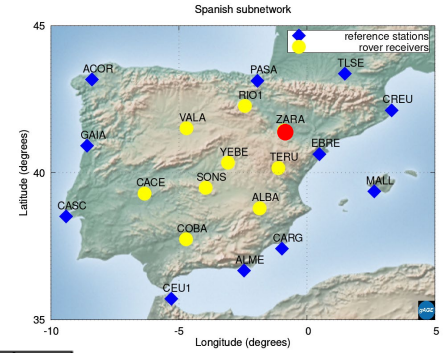 Spanish subnetwork
45
reference stations
rover receivers
ACOR
PASA
TLSE
RIO1
CREU
VALA
ZARA
GAIA
EBRE
YEBE
TERU
40
CACE
SONS
MALL
ALBA
CASC
COBA
CARG
ALME
CEU1
gAGE
35
-10
-5
0
5
Longitude (degrees)
Latitude (degrees)